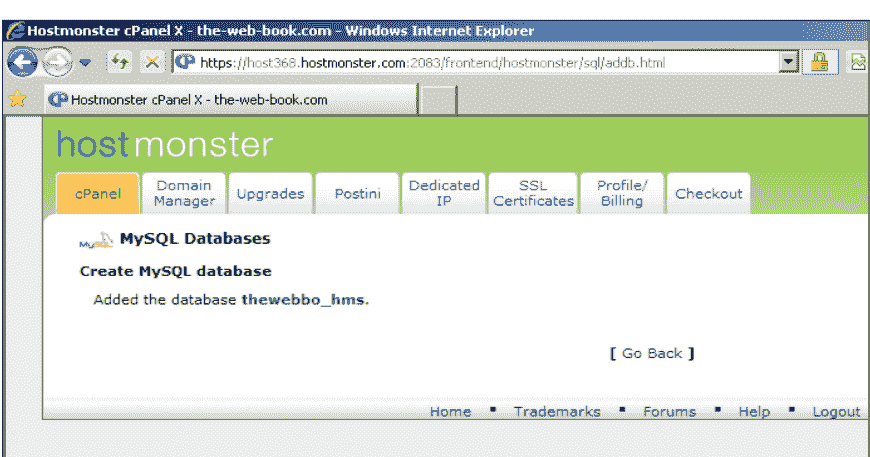 Hostmonster cPanel X - the-web-book.com - Windows Internet Explorer
https://host368.hostmonster.com:2083/frontend/hostmonster/sql/addb.html
Hostmonster cPanel X - the-web-book.com
hostmonster
cPanel
Domain Manager
Upgrades
Postini
Dedicated IP
SSL Certificates
Profile/ Billing
Checkout
MySQL MySQL Databases
Create MySQL database
Added the database thewebbo_hms.
[ Go Back ]
Home ▪ Trademarks ▪ Forums ▪ Help ▪ Logout